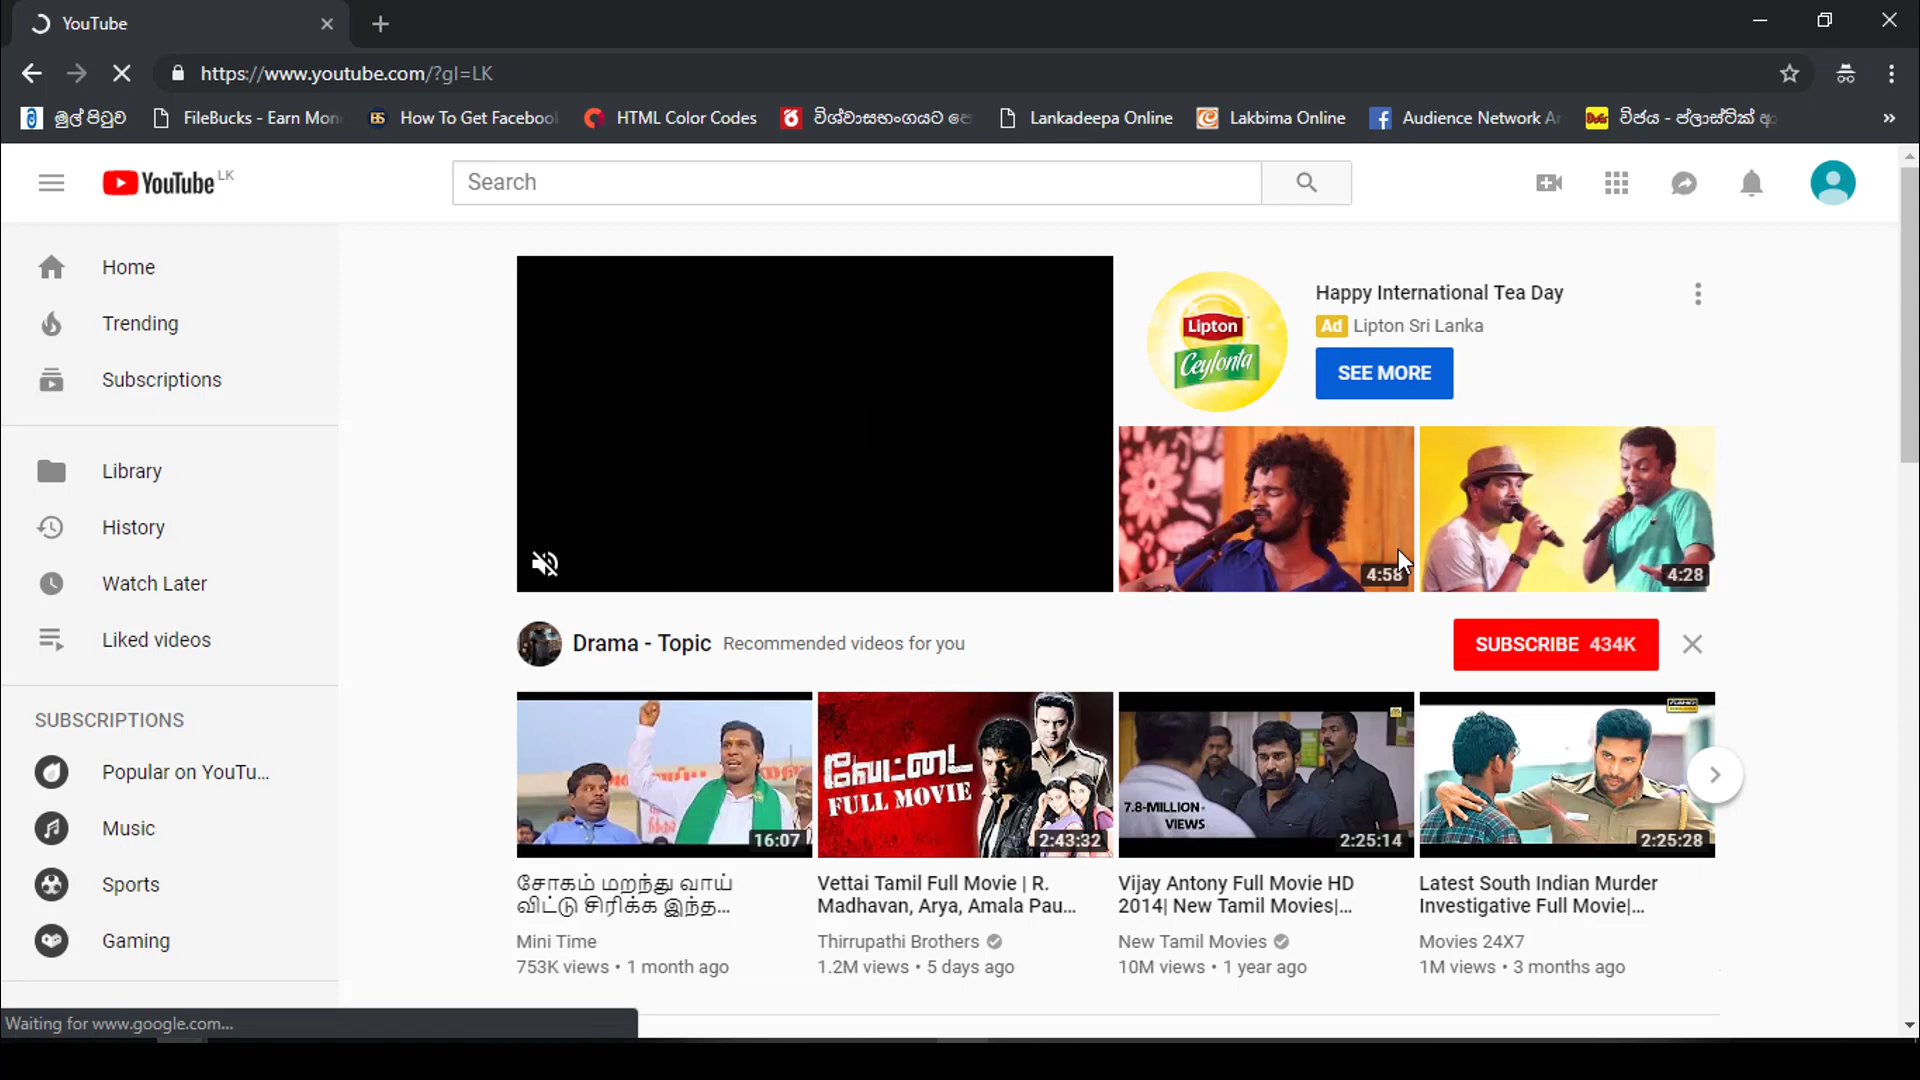 YouTube
https://www.youtube.com/?gl=LK
මුල් පිටුව
FileBucks - Earn Mon
How To Get Faceboo
HTML Color Codes
විශ්වාසභංගයට පෙ
Lankadeepa Online
Lakbima Online
Audience Network A
විජය - ප්ලාස්ටික් ආ
YouTube LK
Search
Home
Trending
Subscriptions
Library
History
Watch Later
Liked videos
SUBSCRIPTIONS
Popular on YouTu...
Music
Sports
Gaming
Happy International Tea Day
Ad Lipton Sri Lanka
SEE MORE
Lipton
Ceylonta
4:58
4:28
Drama - Topic Recommended videos for you
SUBSCRIBE 434K
16:07
வேட்டை
FULL MOVIE
2:43:32
7.8-MILLION+
VIEWS
2:25:14
2:25:28
சோகம் மறந்து வாய்
விட்டு சிரிக்க இந்த...
Mini Time
753K views • 1 month ago
Vettai Tamil Full Movie | R.
Madhavan, Arya, Amala Pau...
Thirrupathi Brothers
1.2M views • 5 days ago
Vijay Antony Full Movie HD
2014| New Tamil Movies|...
New Tamil Movies
10M views • 1 year ago
Latest South Indian Murder
Investigative Full Movie|...
Movies 24X7
1M views • 3 months ago
Waiting for www.google.com...